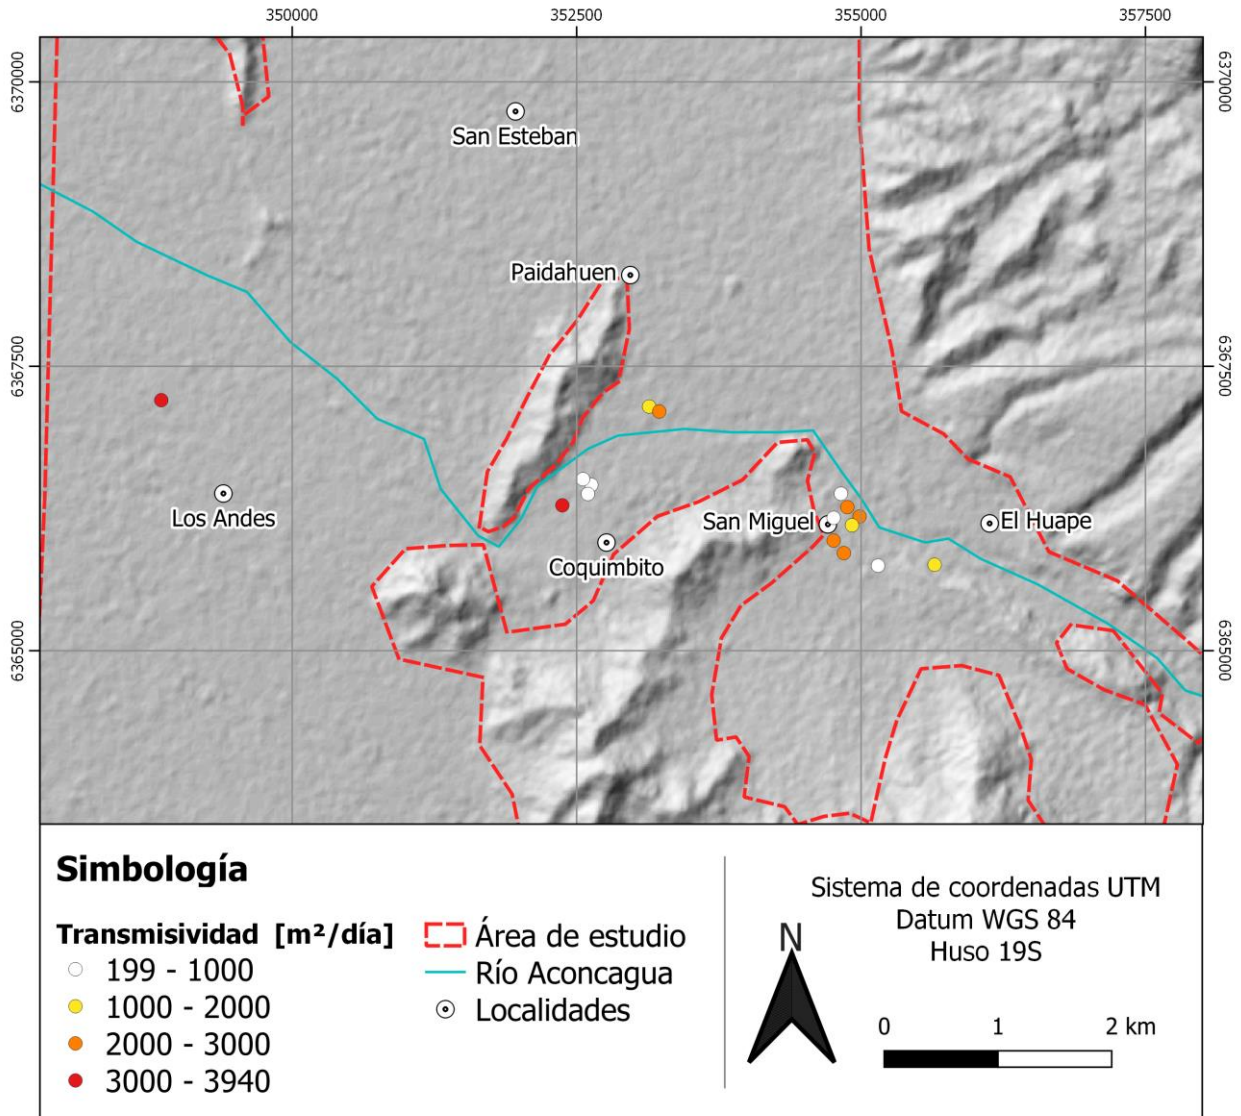 350000 352500 355000 357500
6370000 6370000
San Esteban
Paidahuen
6367500 6367500
Los Andes
San Miguel
El Huape
Coquimbito
6365000 6365000
Simbología
Transmisividad [m²/día]
199 - 1000
1000 - 2000
2000 - 3000
3000 - 3940
Área de estudio
Río Aconcagua
Localidades
N
Sistema de coordenadas UTM
Datum WGS 84
Huso 19S
0 1 2 km